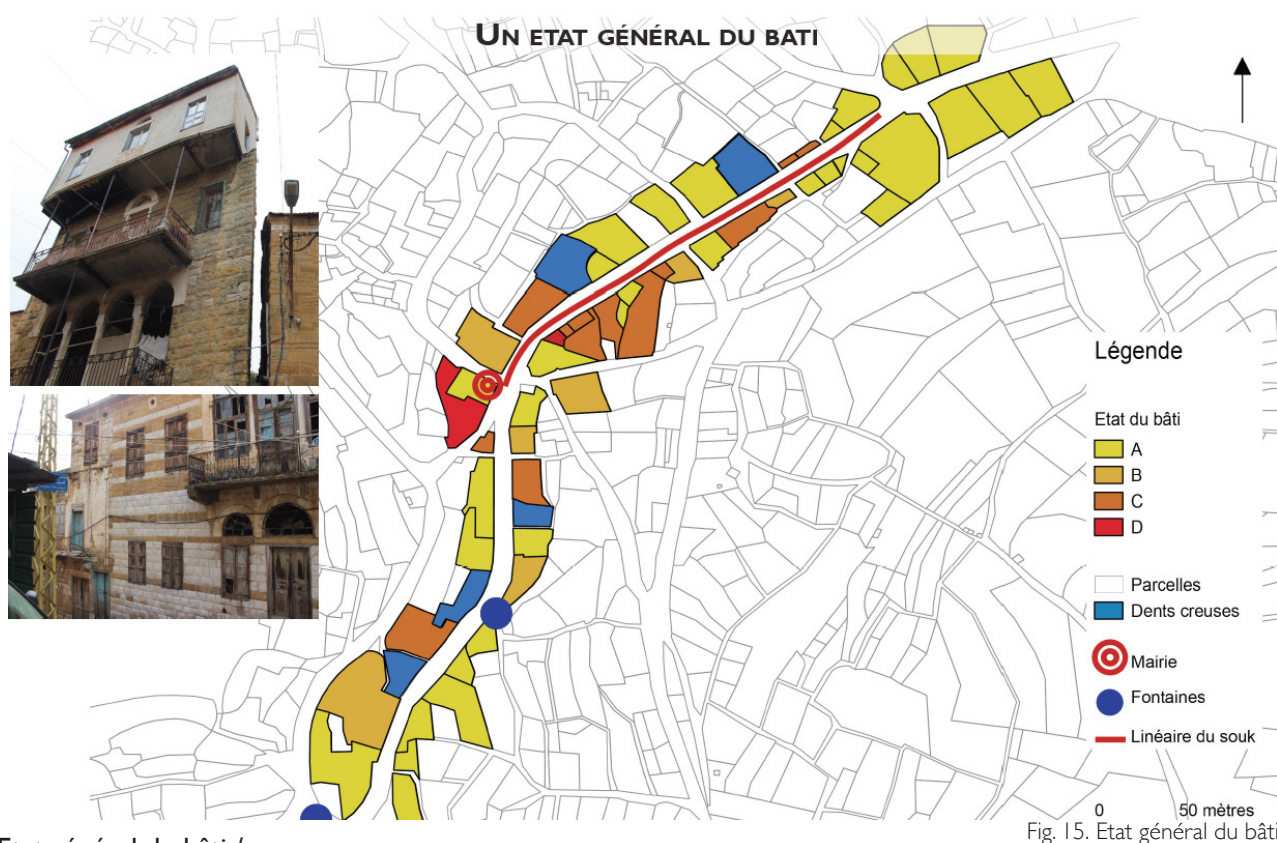 UN ETAT GÉNÉRAL DU BATI
Légende
Etat du bâti
A
B
C
D
Parcelles
Dents creuses
Mairie
Fontaines
Linéaire du souk
0 50 mètres
Fig. 15. Etat général du bâti